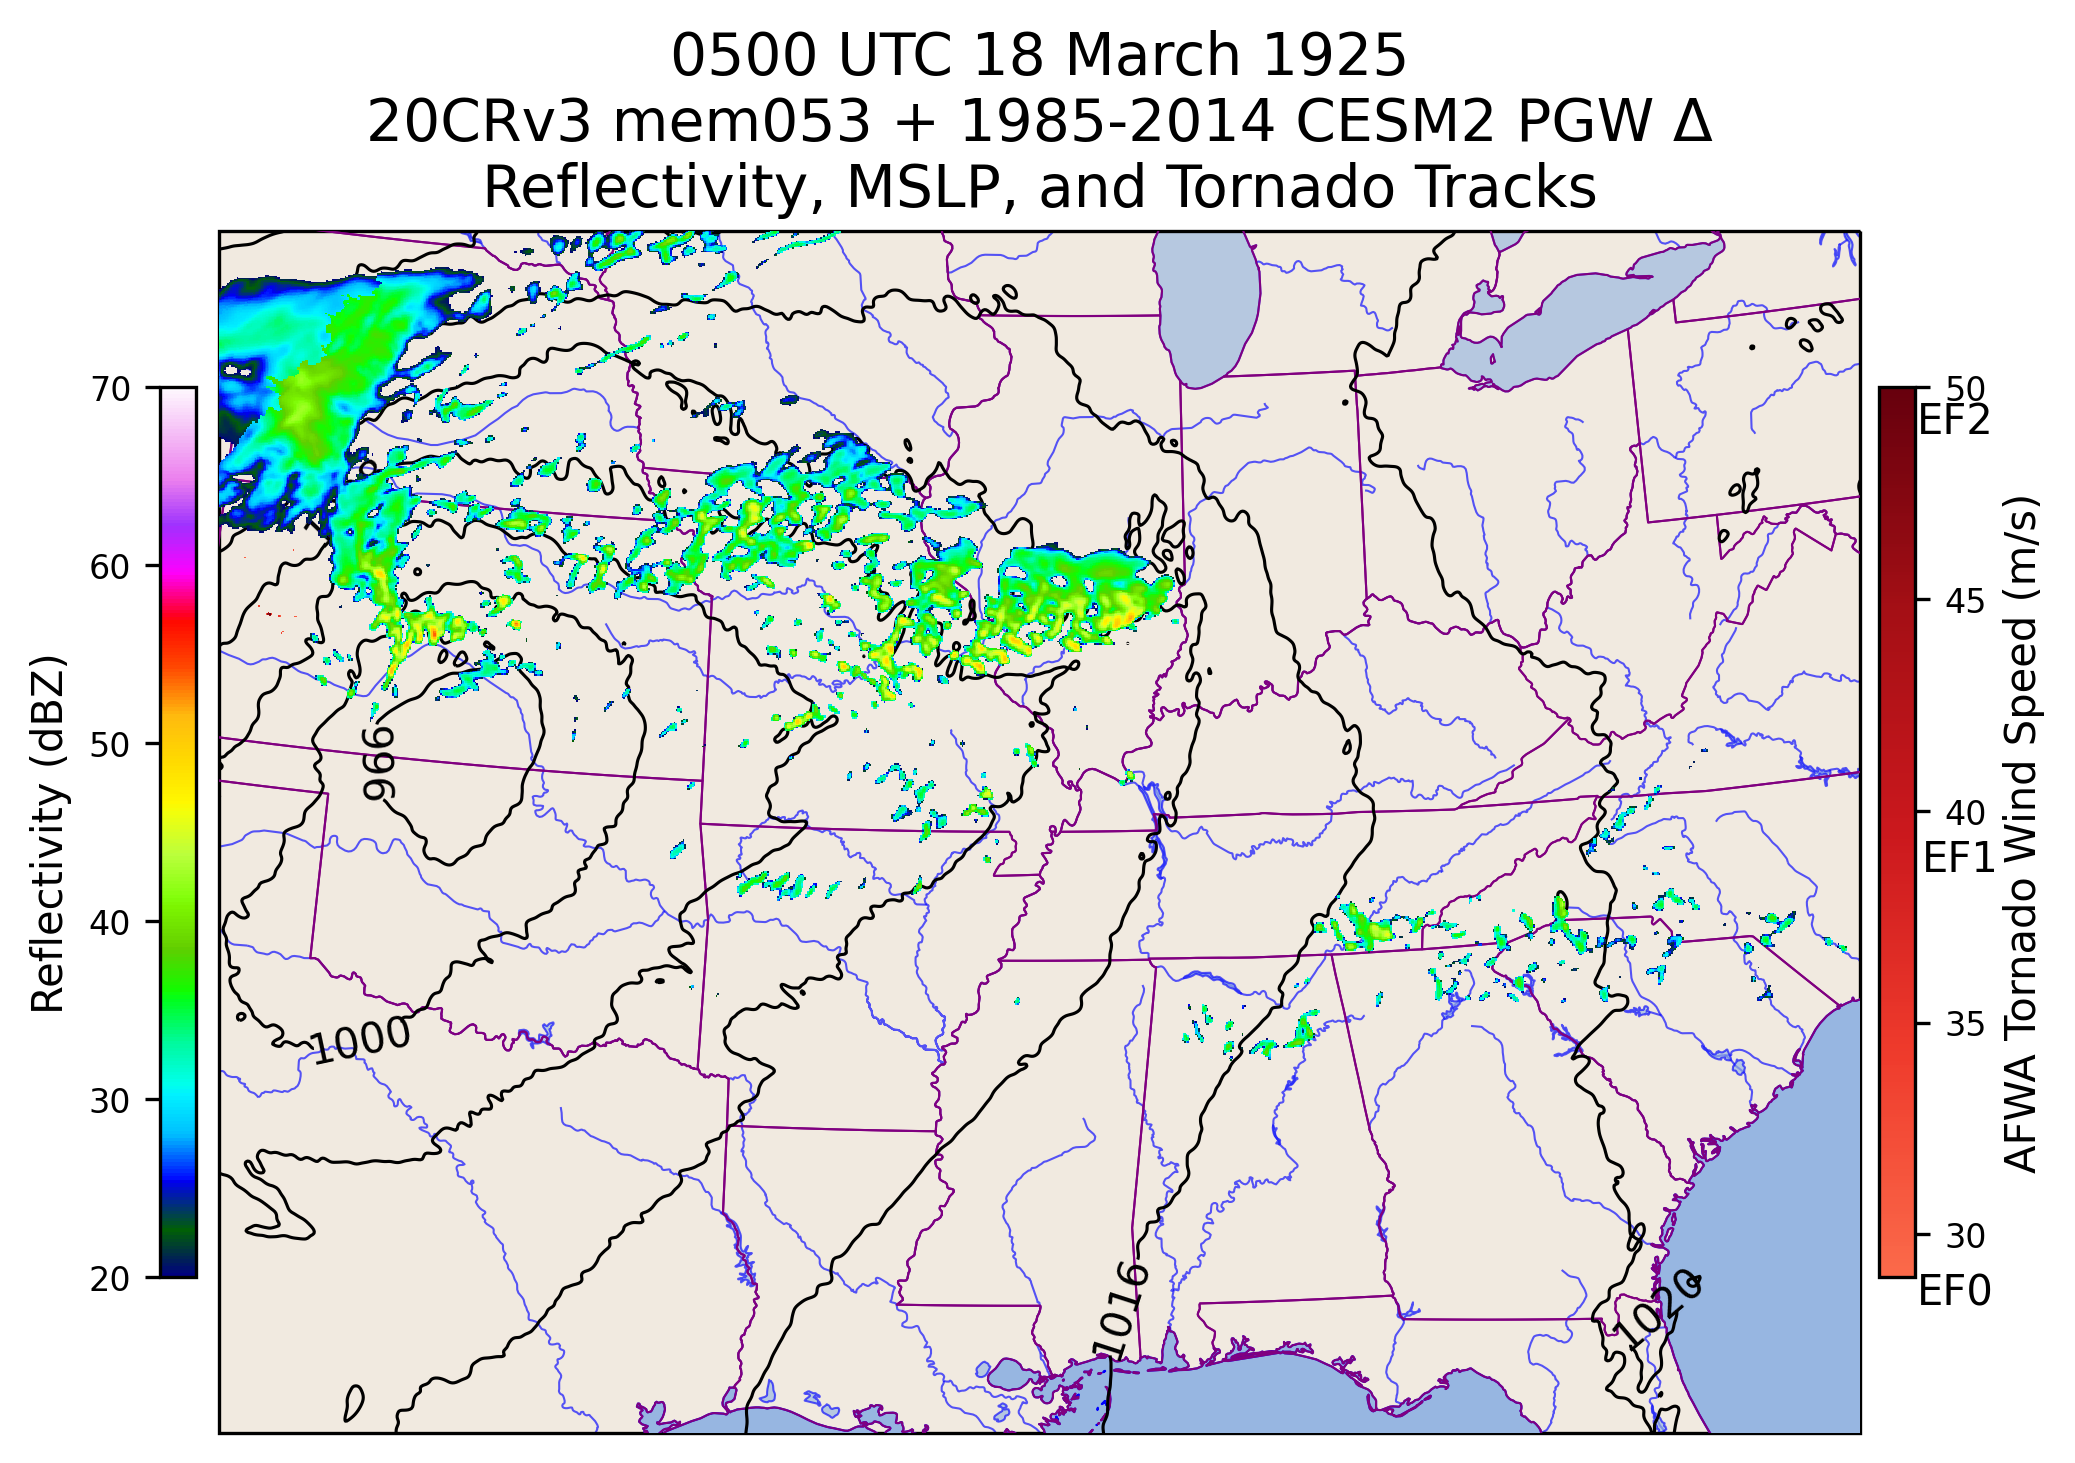 0500 UTC 18 March 1925
20CRv3 mem053 + 1985-2014 CESM2 PGW Δ
Reflectivity, MSLP, and Tornado Tracks
Reflectivity (dBZ)
70
60
50
40
30
20
996
1000
1016
1020
50
EF2
45
40
EF1
35
30
EF0
AFWA Tornado Wind Speed (m/s)